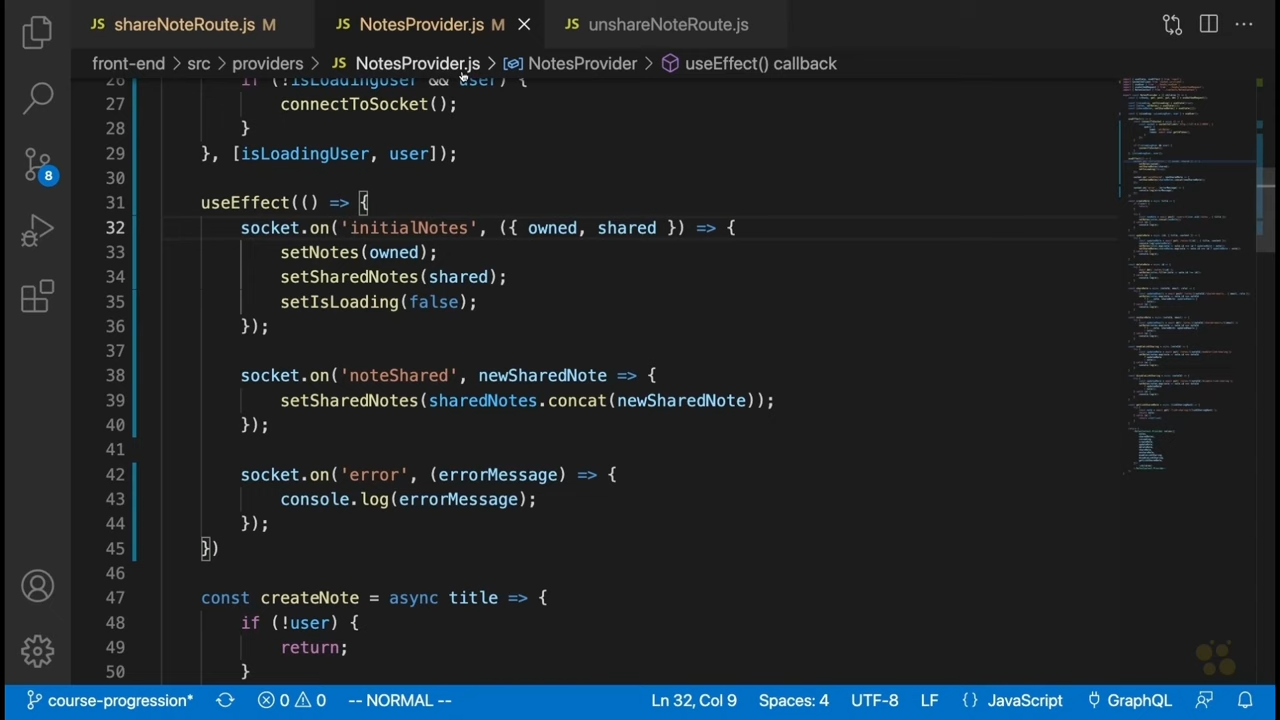 JS shareNoteRoute.js M JS NotesProvider.js M JS unshareNoteRoute.js
front-end > src > providers > JS NotesProvider.js > NotesProvider > useEffect() callback
26 if (!isLoadingUser && user) {
27 connectToSocket();
28 }
29 }, [isLoadingUser, user]);
30
31 useEffect(() => {
32 socket.on('initialNotes', ({ owned, shared }) => {
33 setNotes(owned);
34 setSharedNotes(shared);
35 setIsLoading(false);
36 });
37
38 socket.on('noteShared', newSharedNote => {
39 setSharedNotes(sharedNotes.concat(newSharedNote));
40 });
41
42 socket.on('error', (errorMessage) => {
43 console.log(errorMessage);
44 });
45 })
46
47 const createNote = async title => {
48 if (!user) {
49 return;
50 }
8
course-progression* 0 0 -- NORMAL -- Ln 32, Col 9 Spaces: 4 UTF-8 LF {} JavaScript GraphQL